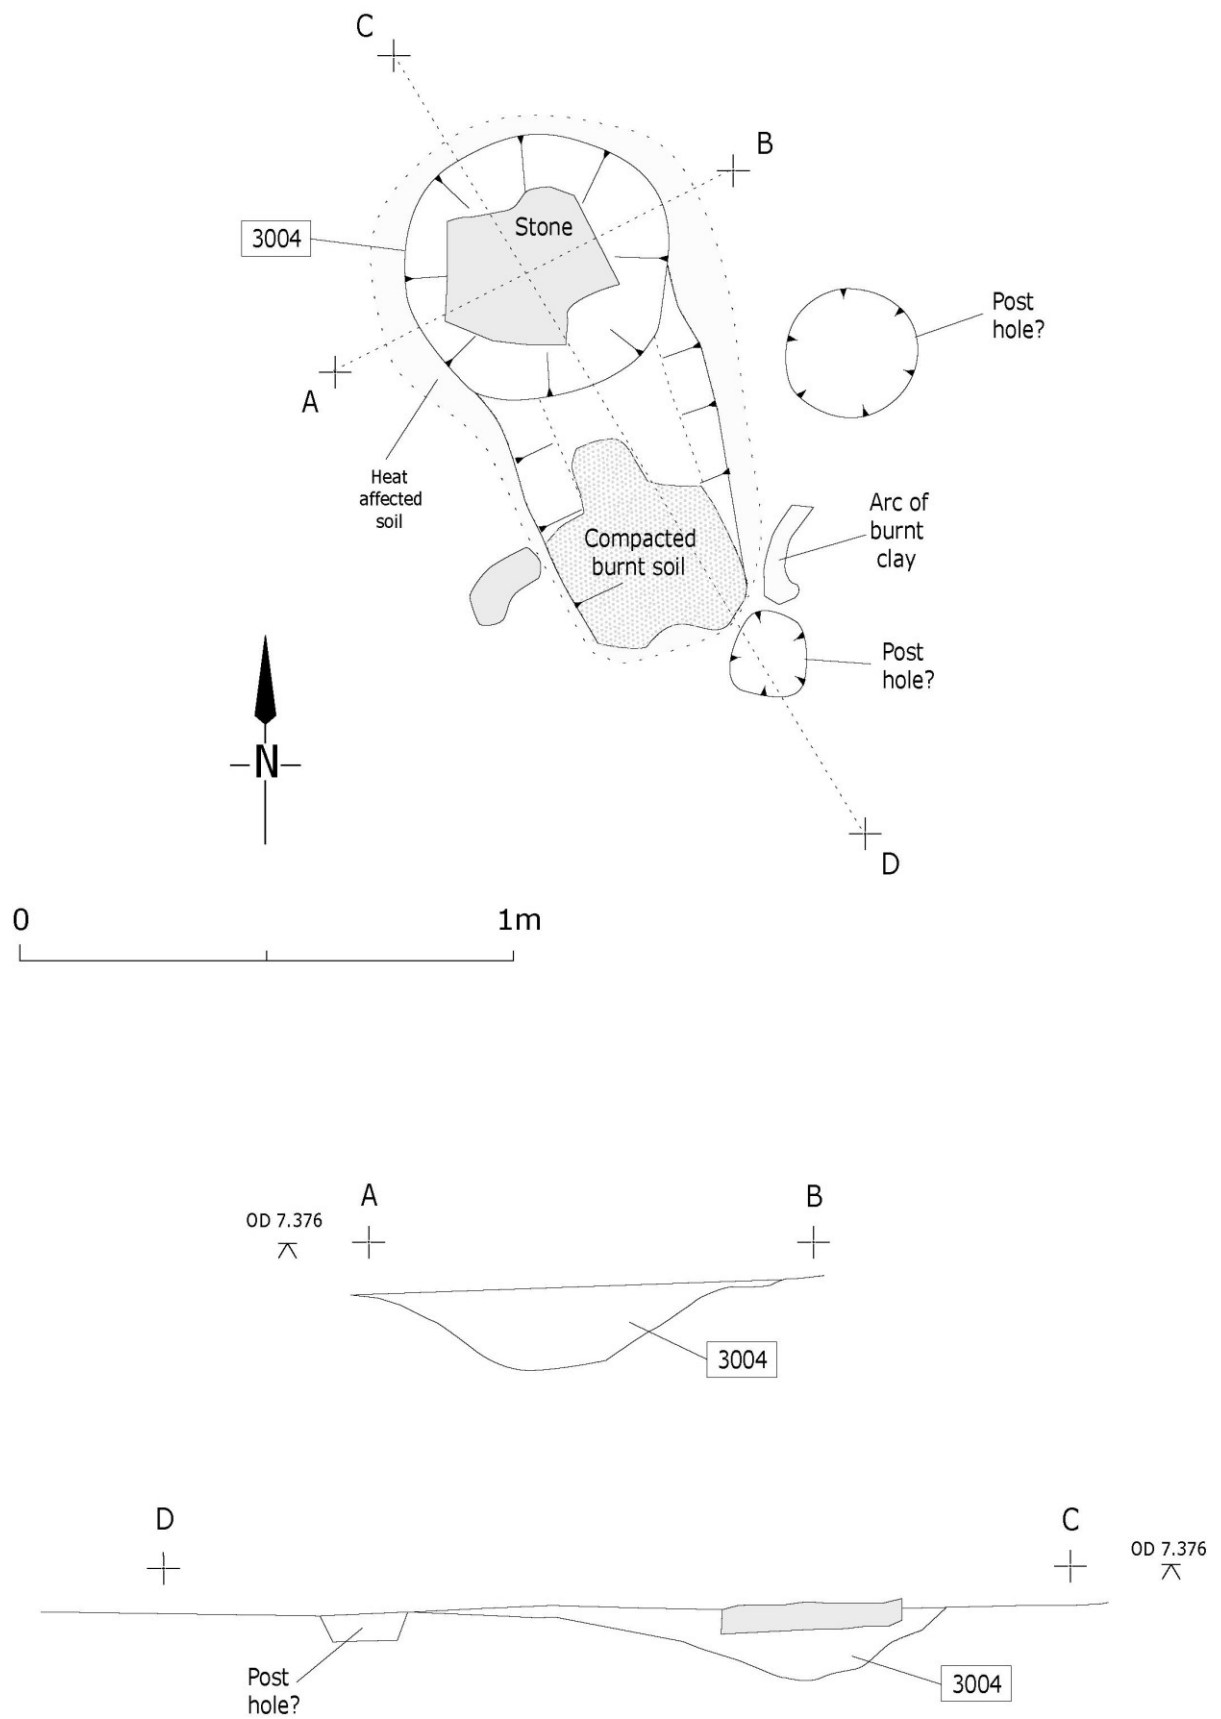 C
B
3004
Stone
Post
hole?
A
Heat
affected
soil
Arc of
burnt
clay
Compacted
burnt soil
Post
hole?
N
D
0
1m
A
B
OD 7.376
3004
D
C
OD 7.376
Post
hole?
3004